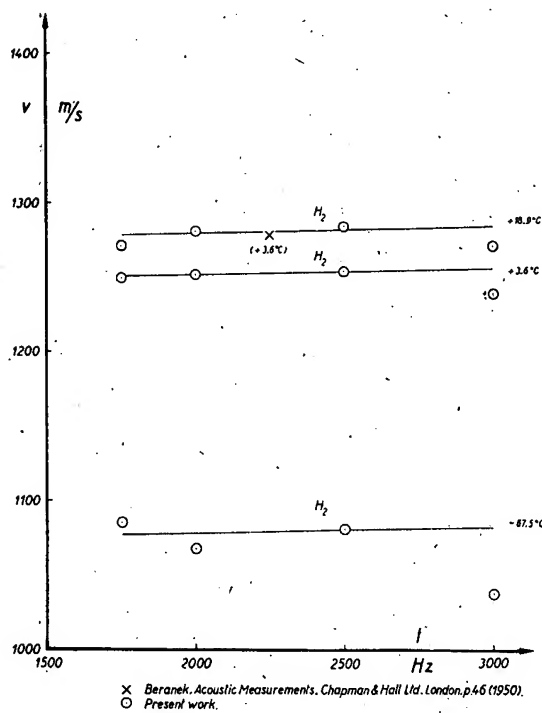 1400
v m/s
1300
H2
+18.9°C
(+3.6°C)
H2
+3.6°C
1200
1100
H2
-87.5°C
1000
1500 2000 2500 3000
f
Hz
× Beranek. Acoustic Measurements. Chapman & Hall Ltd. London. p.46 (1950).
⊙ Present work.